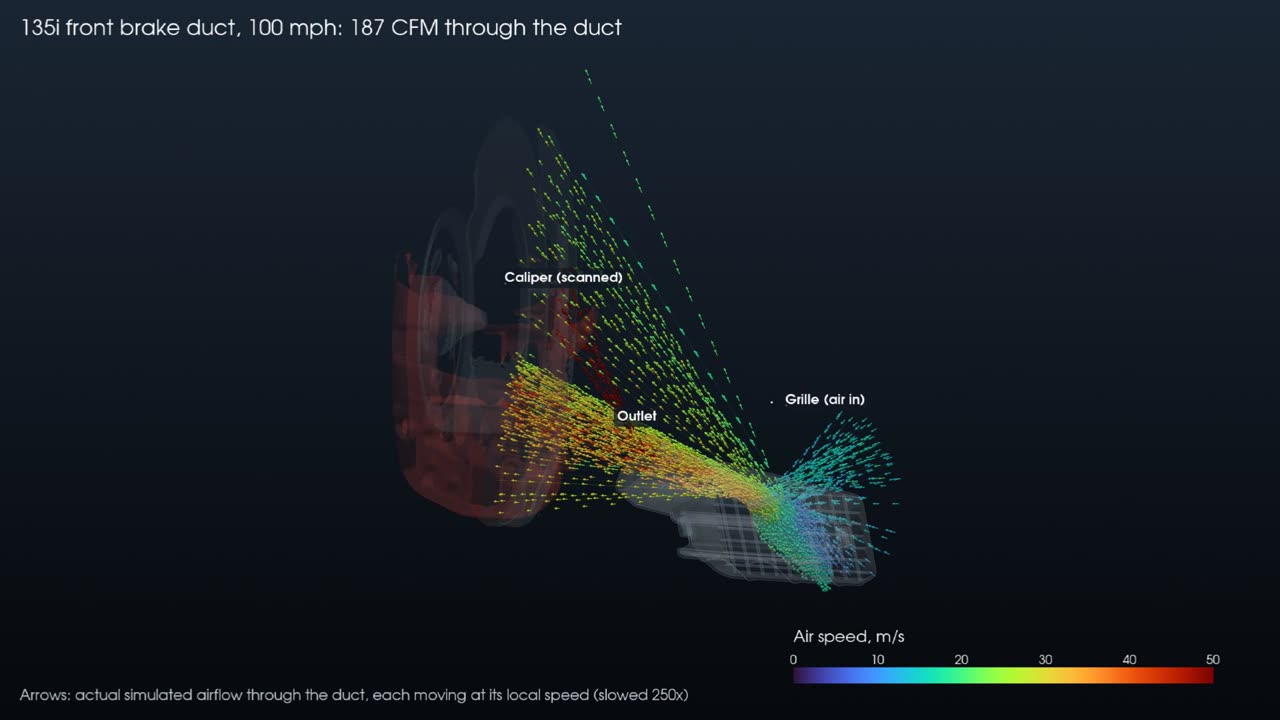 135i front brake duct, 100 mph: 187 CFM through the duct
Caliper (scanned)
Grille (air in)
Outlet
Air speed, m/s
0 10 20 30 40 50
Arrows: actual simulated airflow through the duct, each moving at its local speed (slowed 250x)